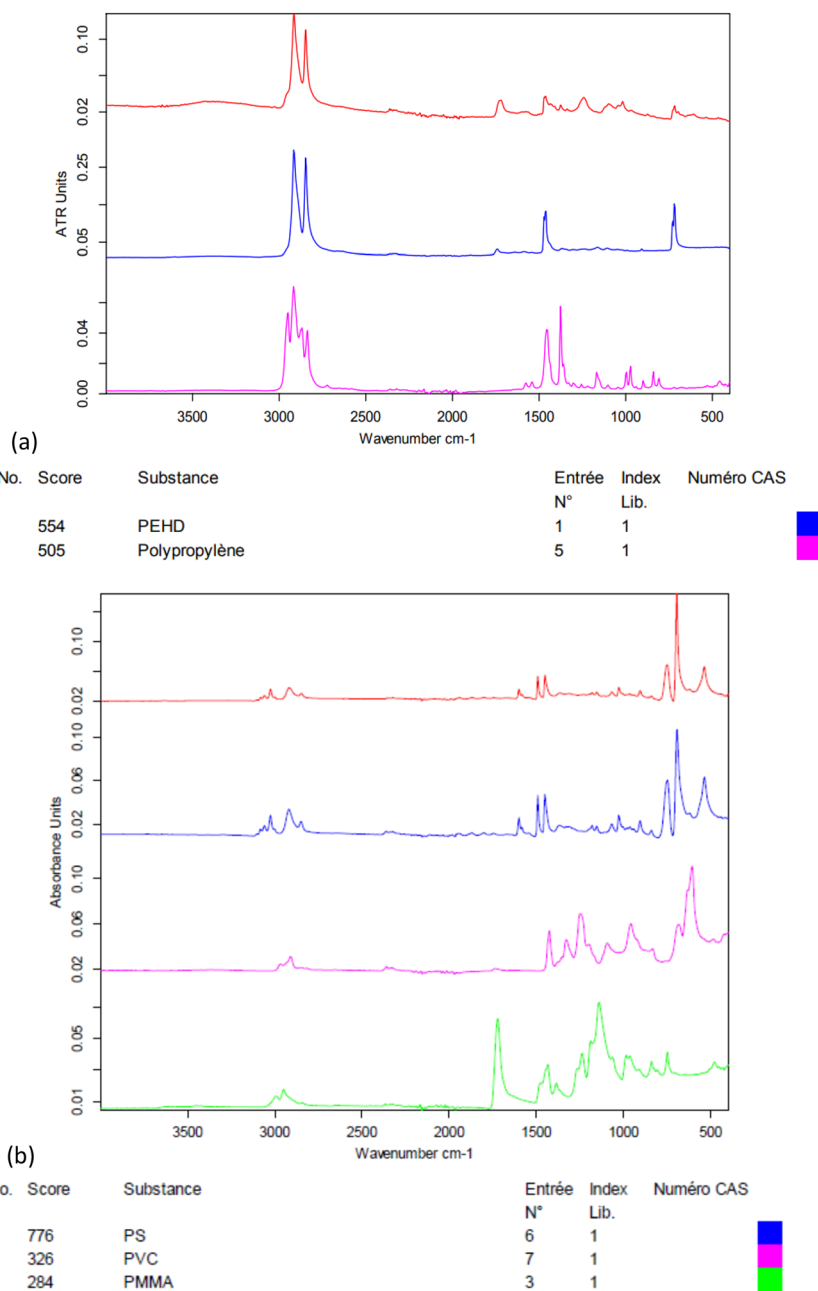 0.10
0.02
0.25
0.05
0.04
0.00
ATR Units
3500 3000 2500 2000 1500 1000 500
Wavenumber cm-1
(a)
No. Score Substance Entrée Index Numéro CAS
N° Lib.
554 PEHD 1 1
505 Polypropylène 5 1
0.10
0.02
0.10
0.06
0.02
0.10
0.06
0.02
0.05
0.01
Absorbance Units
3500 3000 2500 2000 1500 1000 500
Wavenumber cm-1
(b)
o. Score Substance Entrée Index Numéro CAS
N° Lib.
776 PS 6 1
326 PVC 7 1
284 PMMA 3 1